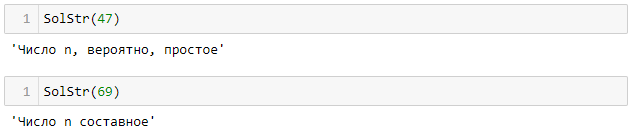 1 SolStr(47)
'Число n, вероятно, простое'
1 SolStr(69)
'Число n составное'